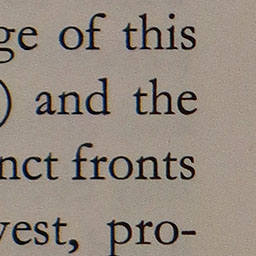 ge of this
) and the
nct fronts
vest, pro-